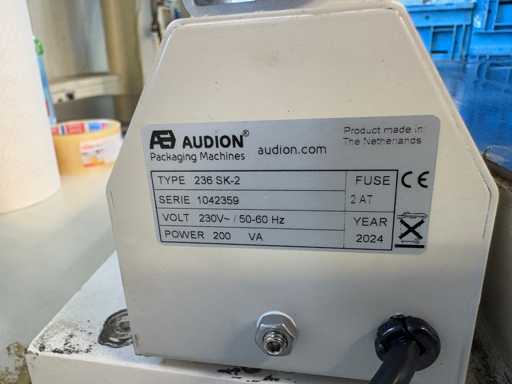 AUDION®
Packaging Machines
audion.com
Product made in:
The Netherlands
TYPE 236 SK-2
FUSE
2 AT
SERIE 1042359
VOLT 230V~ / 50-60 Hz
YEAR
2024
POWER 200 VA
CE